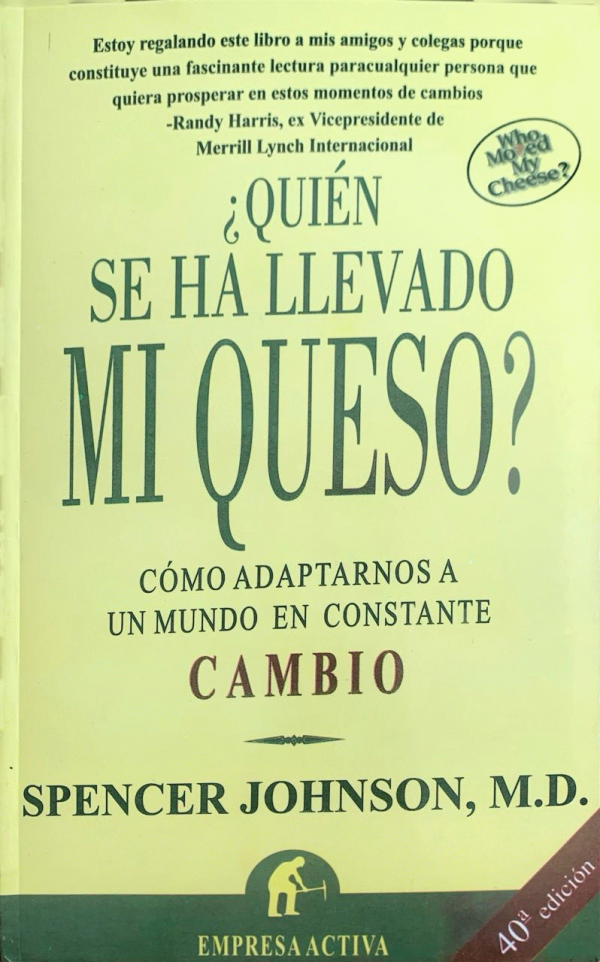 Estoy regalando este libro a mis amigos y colegas porque
constituye una fascinante lectura paracualquier persona que
quiera prosperar en estos momentos de cambios
-Randy Harris, ex Vicepresidente de
Merrill Lynch Internacional
Who
Moved
My
Cheese?
¿QUIÉN
SE HA LLEVADO
MI QUESO?
CÓMO ADAPTARNOS A
UN MUNDO EN CONSTANTE
CAMBIO
SPENCER JOHNSON, M.D.
40ª edición
EMPRESA ACTIVA